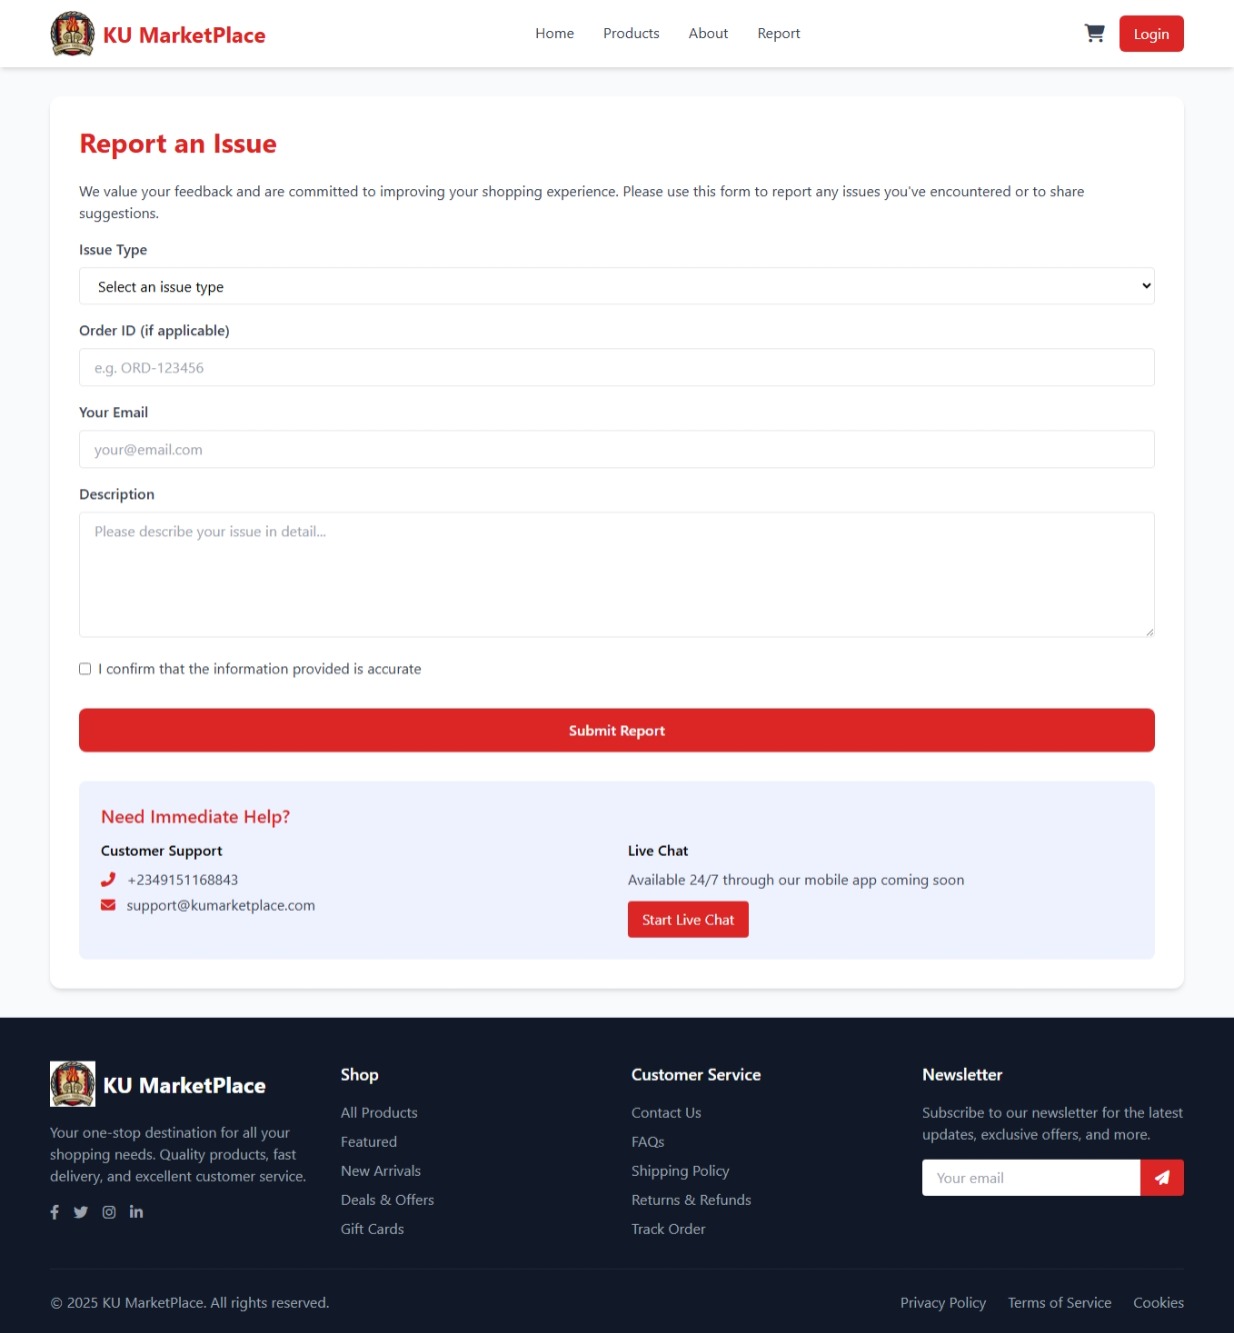 KU MarketPlace
Home
Products
About
Report
Login
Report an Issue
We value your feedback and are committed to improving your shopping experience. Please use this form to report any issues you've encountered or to share
suggestions.
Issue Type
Select an issue type
Order ID (if applicable)
e.g. ORD-123456
Your Email
your@email.com
Description
Please describe your issue in detail...
I confirm that the information provided is accurate
Submit Report
Need Immediate Help?
Customer Support
+2349151168843
support@kumarketplace.com
Live Chat
Available 24/7 through our mobile app coming soon
Start Live Chat
KU MarketPlace
Your one-stop destination for all your
shopping needs. Quality products, fast
delivery, and excellent customer service.
Shop
All Products
Featured
New Arrivals
Deals & Offers
Gift Cards
Customer Service
Contact Us
FAQs
Shipping Policy
Returns & Refunds
Track Order
Newsletter
Subscribe to our newsletter for the latest
updates, exclusive offers, and more.
Your email
© 2025 KU MarketPlace. All rights reserved.
Privacy Policy
Terms of Service
Cookies